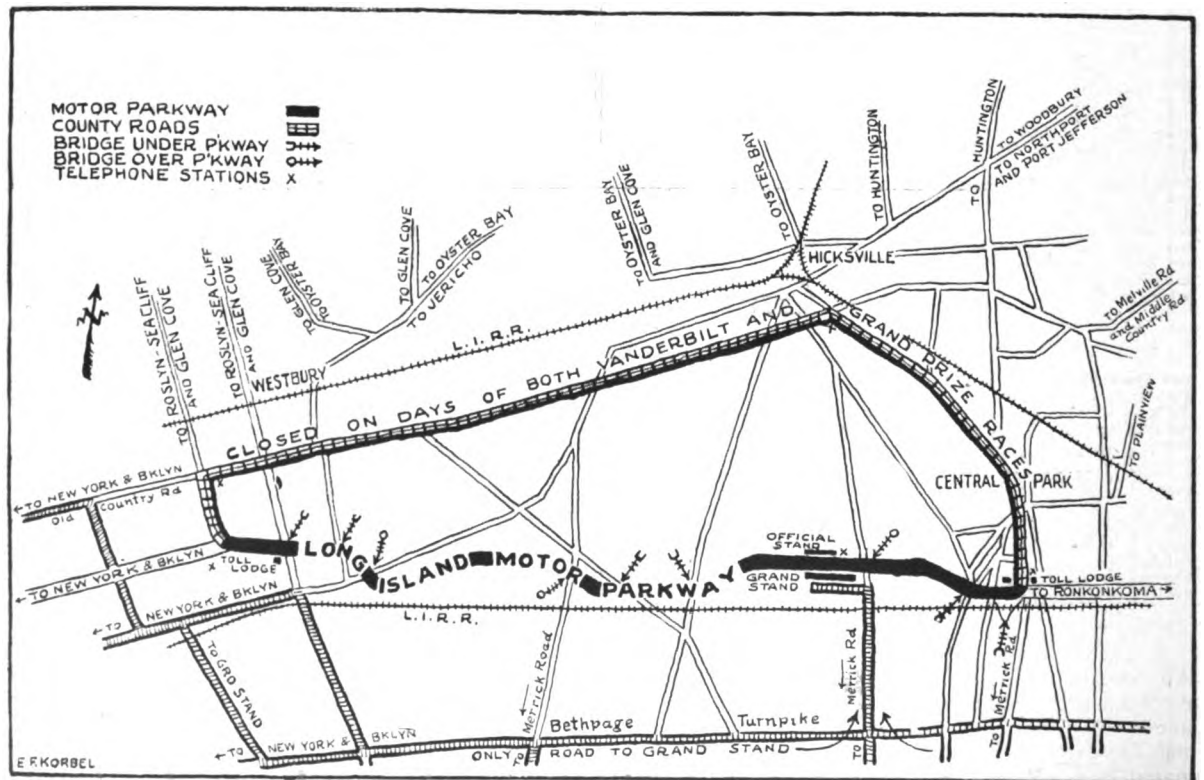 MOTOR PARKWAY
COUNTY ROADS
BRIDGE UNDER P'KWAY
BRIDGE OVER P'KWAY
TELEPHONE STATIONS x
TO ROSLYN-SEACLIFF
AND GLEN COVE
TO ROSLYN-SEACLIFF
AND GLEN COVE
TO GLEN COVE
TO OYSTER BAY
TO GLEN COVE
TO OYSTER BAY
TO JERICHO
TO OYSTER BAY
AND GLEN COVE
TO OYSTER BAY
TO HUNTINGTON
TO HUNTINGTON
TO WOODBURY
TO NORTHPORT
AND PORT JEFFERSON
HICKSVILLE
TO Melville Rd
and Middle
Country Rd
TO PLAINVIEW
L.I.R.R.
WESTBURY
CLOSED ON DAYS OF BOTH VANDERBILT AND GRAND PRIZE RACES
CENTRAL PARK
TO NEW YORK & BKLYN
Old Country Rd
TO NEW YORK & BKLYN
x TOLL LODGE
LONG ISLAND MOTOR PARKWAY
OFFICIAL STAND x
GRAND STAND
x TOLL LODGE
TO RONKONKOMA
TO NEW YORK & BKLYN
L.I.R.R.
TO GRD STAND
TO Merrick Road
TO Merrick Rd
TO Merrick Rd
Bethpage Turnpike
TO NEW YORK & BKLYN
ONLY ROAD TO GRAND STAND
E.F. KORBEL